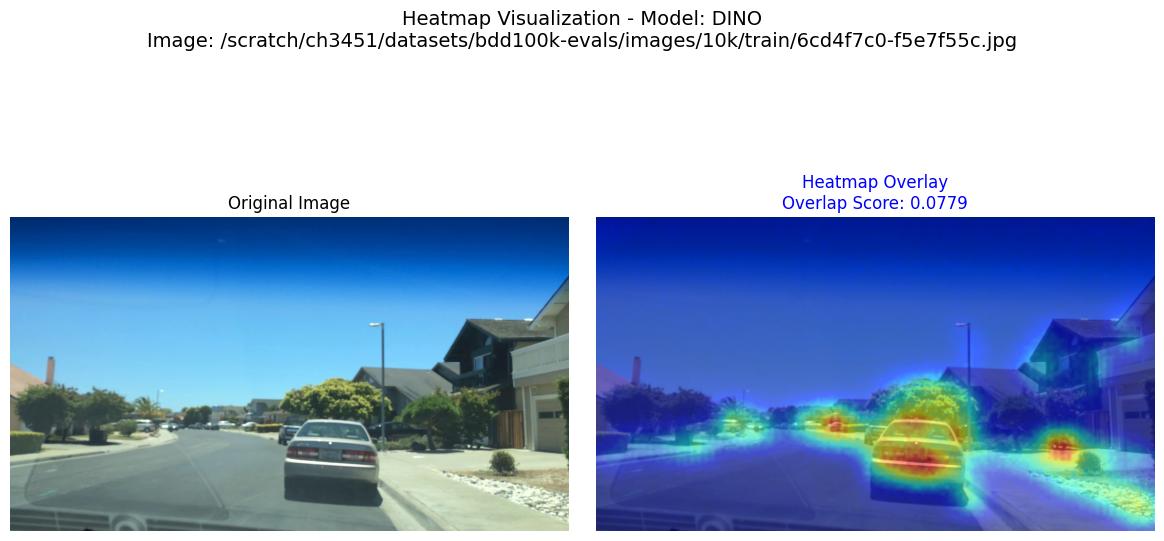 Heatmap Visualization - Model: DINO
Image: /scratch/ch3451/datasets/bdd100k-evals/images/10k/train/6cd4f7c0-f5e7f55c.jpg
Original Image
Heatmap Overlay
Overlap Score: 0.0779